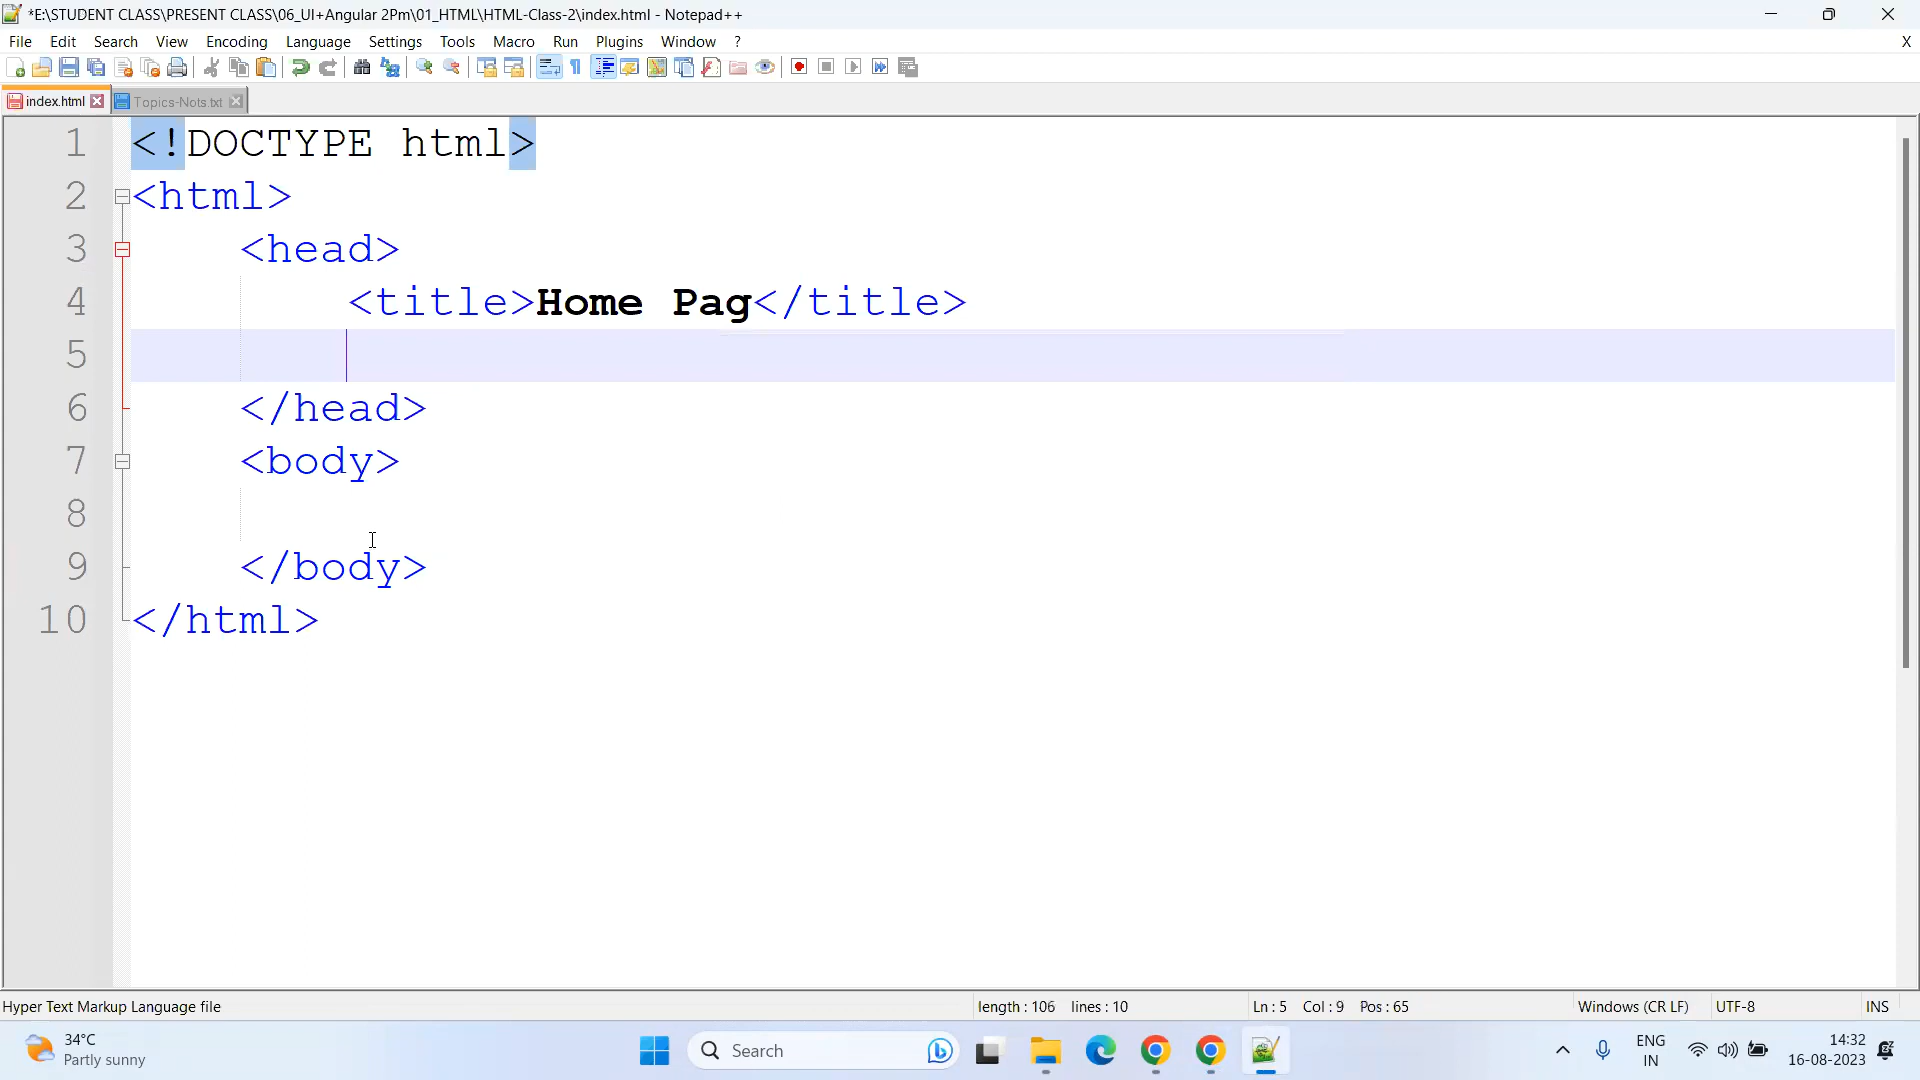 *E:\STUDENT CLASS\PRESENT CLASS\06_UI+Angular 2Pm\01_HTML\HTML-Class-2\index.html - Notepad++
File Edit Search View Encoding Language Settings Tools Macro Run Plugins Window ? X
index.html Topics-Nots.txt
1 <!DOCTYPE html>
2 <html>
3 <head>
4 <title>Home Pag</title>
5
6 </head>
7 <body>
8
9 </body>
10 </html>
Hyper Text Markup Language file length : 106 lines : 10 Ln : 5 Col : 9 Pos : 65 Windows (CR LF) UTF-8 INS
34°C
Partly sunny
Search
ENG
IN
14:32
16-08-2023